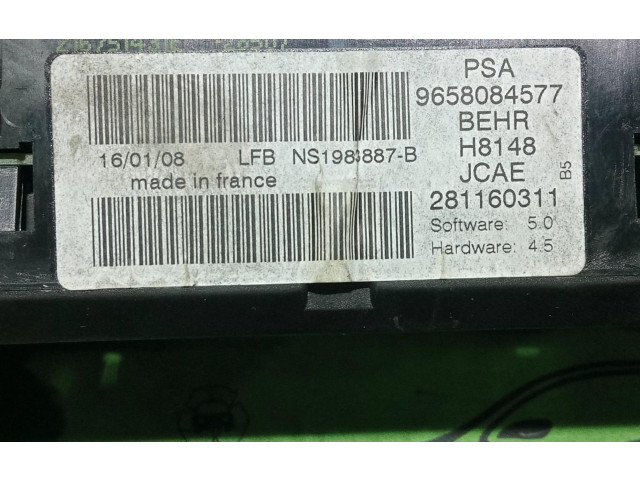 PSA
9658084577
BEHR
H8148
JCAE
281160311
B5
Software: 5.0
Hardware: 4.5
16/01/08 LFB NS1983887-B
made in france